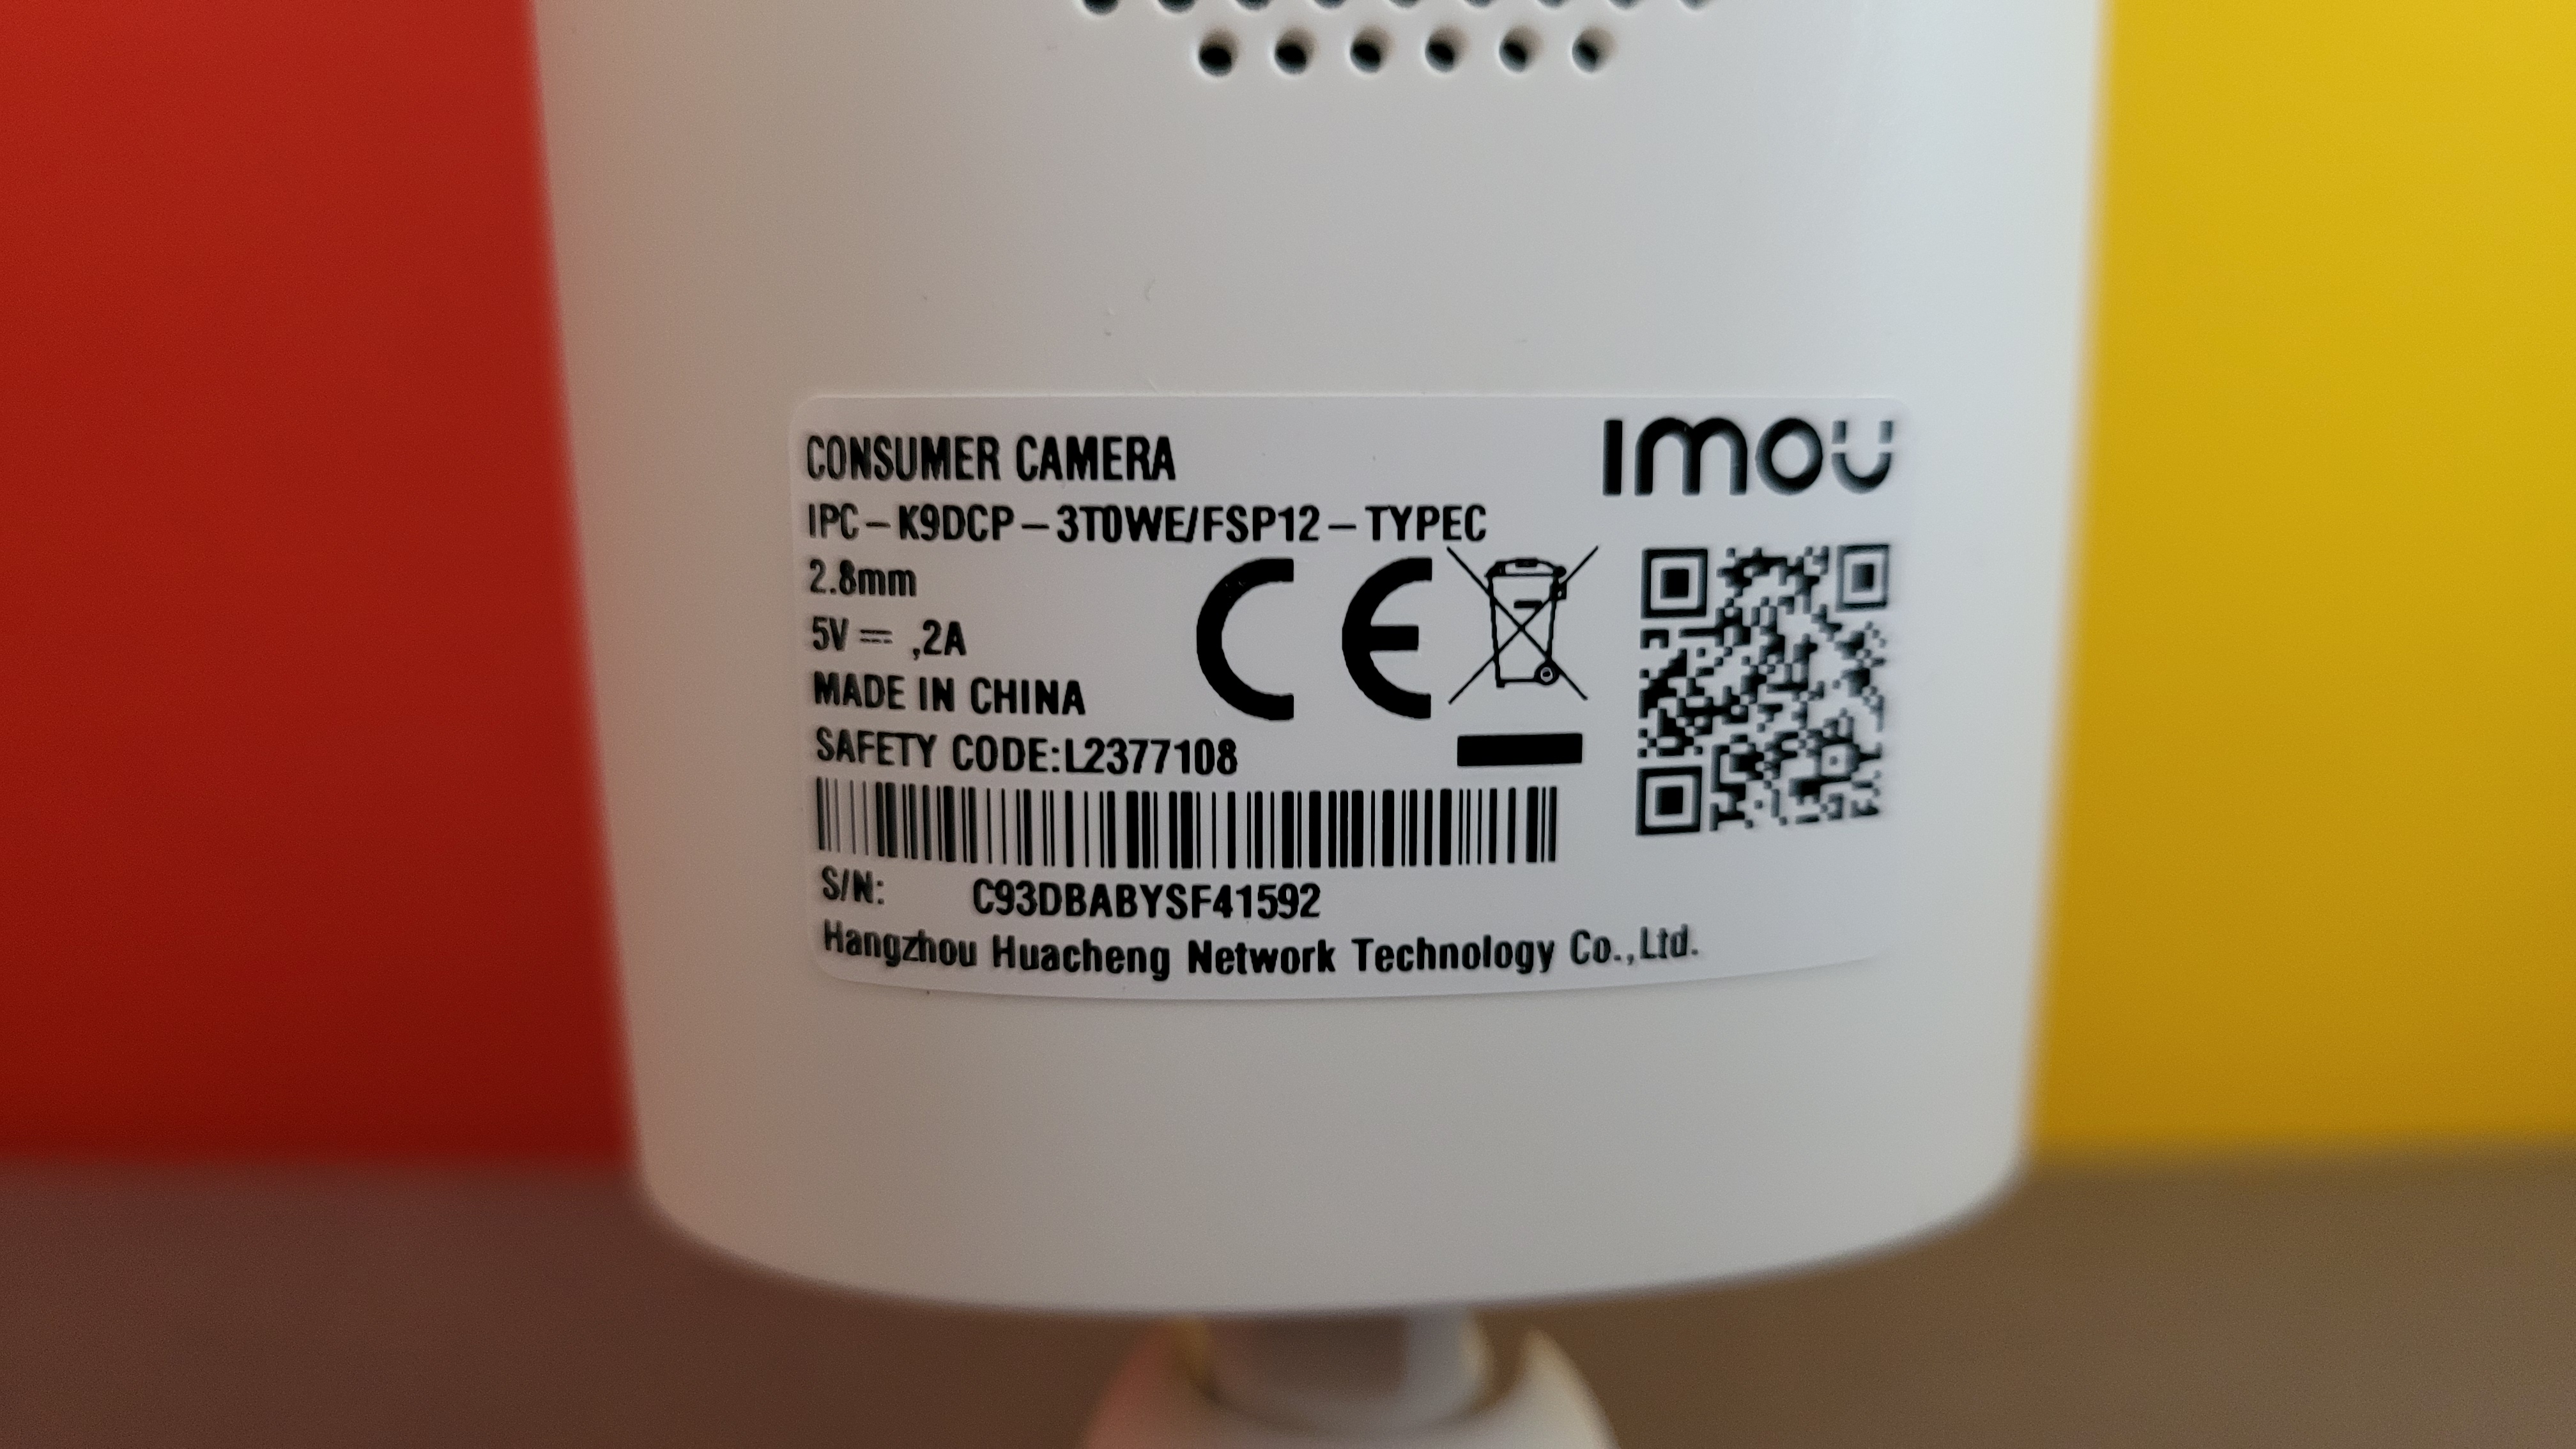 CONSUMER CAMERA
imou
IPC-K9DCP-3T0WE/FSP12-TYPEC
2.8mm
5V ⎓ ,2A
CE
MADE IN CHINA
SAFETY CODE:L2377108
S/N: C93DBABYSF41592
Hangzhou Huacheng Network Technology Co.,Ltd.